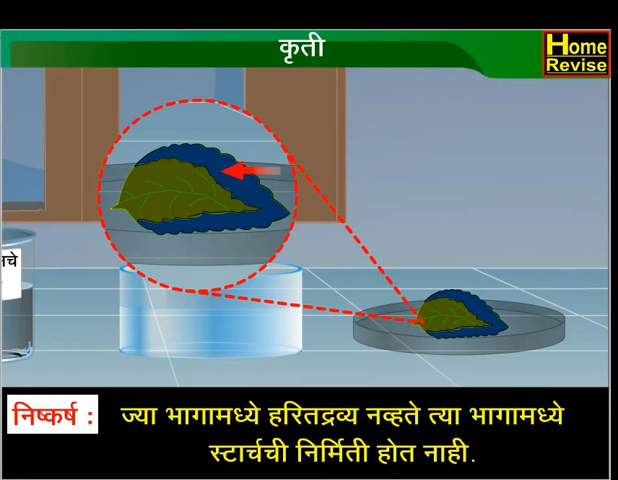 कृती
Home
Revise
निष्कर्ष : ज्या भागामध्ये हरितद्रव्य नव्हते त्या भागामध्ये
स्टार्चची निर्मिती होत नाही.